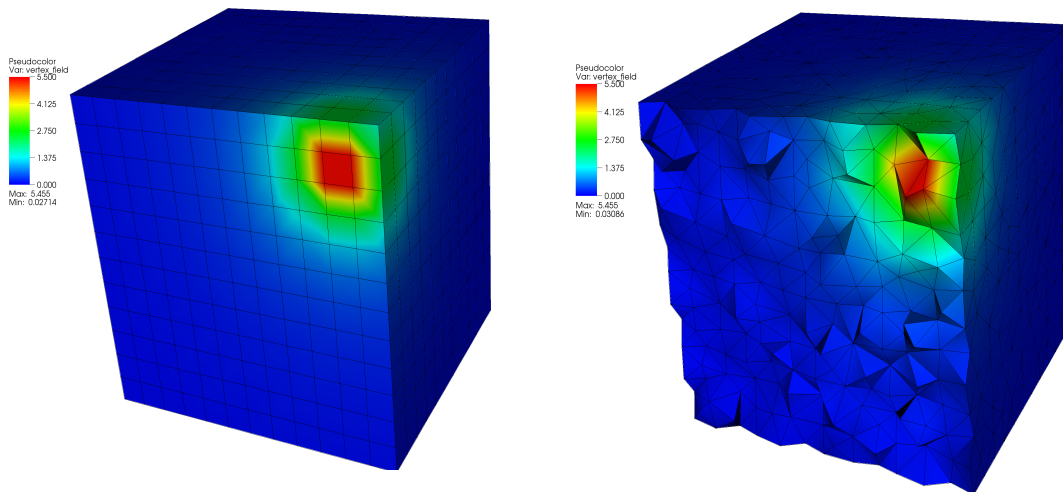 Pseudocolor
Var: vertex_field
5.500
4.125
2.750
1.375
0.000
Max: 5.455
Min: 0.02714
Pseudocolor
Var: vertex_field
5.500
4.125
2.750
1.375
0.000
Max: 5.455
Min: 0.03086